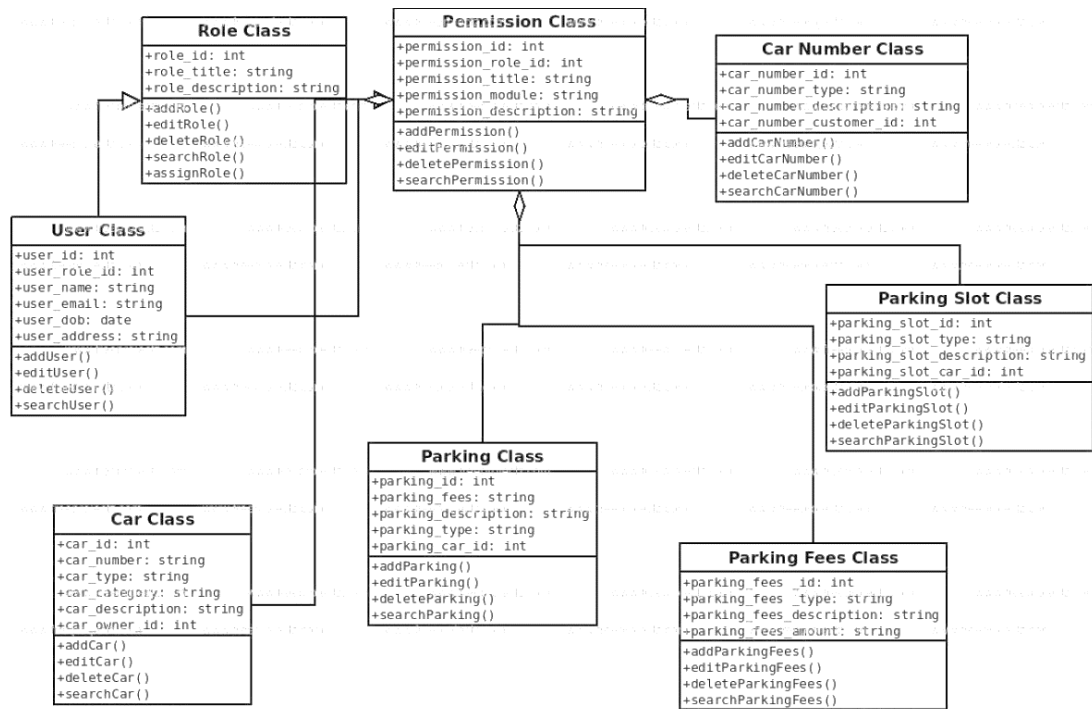 Role Class
+role_id: int
+role_title: string
+role_description: string
+addRole()
+editRole()
+deleteRole()
+searchRole()
+assignRole()
Permission Class
+permission_id: int
+permission_role_id: int
+permission_title: string
+permission_module: string
+permission_description: string
+addPermission()
+editPermission()
+deletePermission()
+searchPermission()
Car Number Class
+car_number_id: int
+car_number_type: string
+car_number_description: string
+car_number_customer_id: int
+addCarNumber()
+editCarNumber()
+deleteCarNumber()
+searchCarNumber()
User Class
+user_id: int
+user_role_id: int
+user_name: string
+user_email: string
+user_dob: date
+user_address: string
+addUser()
+editUser()
+deleteUser()
+searchUser()
Parking Slot Class
+parking_slot_id: int
+parking_slot_type: string
+parking_slot_description: string
+parking_slot_car_id: int
+addParkingSlot()
+editParkingSlot()
+deleteParkingSlot()
+searchParkingSlot()
Parking Class
+parking_id: int
+parking_fees: string
+parking_description: string
+parking_type: string
+parking_car_id: int
+addParking()
+editParking()
+deleteParking()
+searchParking()
Car Class
+car_id: int
+car_number: string
+car_type: string
+car_category: string
+car_description: string
+car_owner_id: int
+addCar()
+editCar()
+deleteCar()
+searchCar()
Parking Fees Class
+parking_fees _id: int
+parking_fees _type: string
+parking_fees_description: string
+parking_fees_amount: string
+addParkingFees()
+editParkingFees()
+deleteParkingFees()
+searchParkingFees()